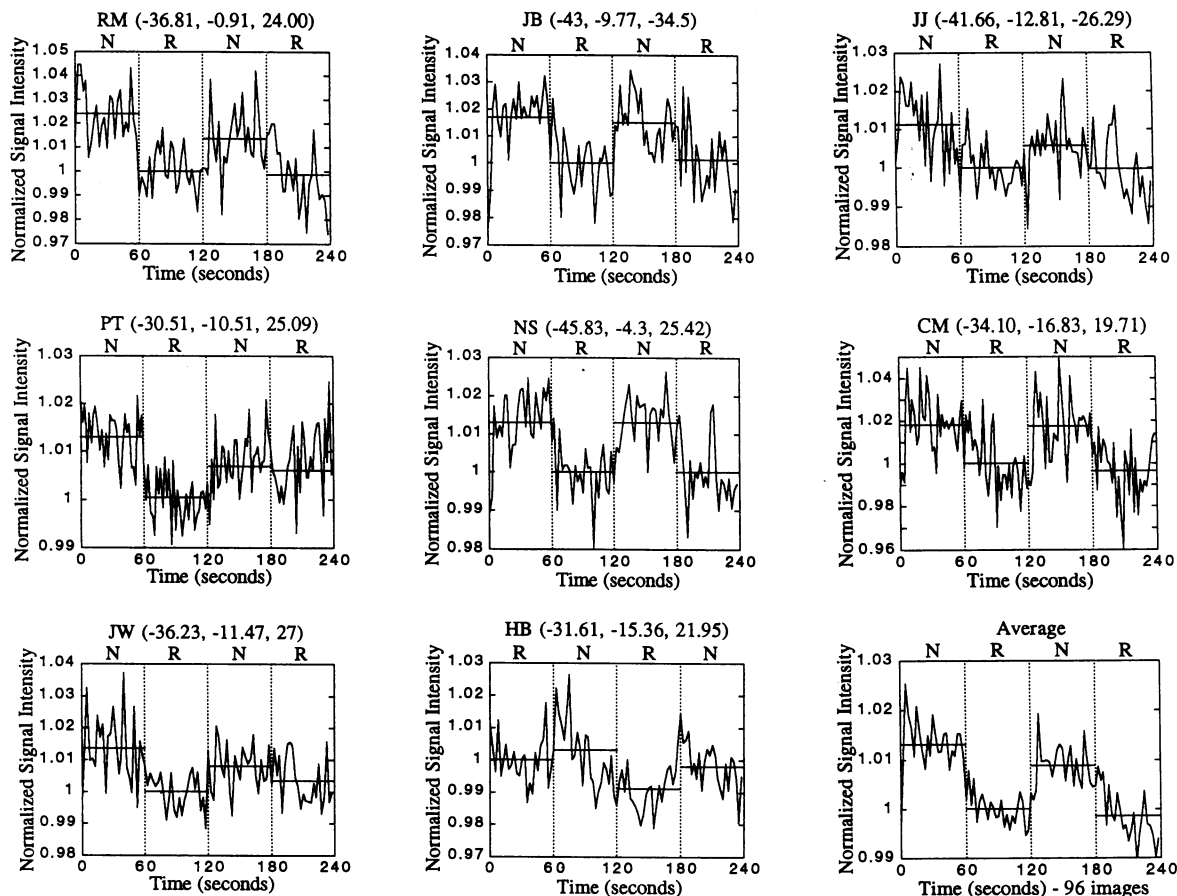 RM (-36.81, -0.91, 24.00)
N R N R
Normalized Signal Intensity
1.05
1.04
1.03
1.02
1.01
1
0.99
0.98
0.97
0 60 120 180 240
Time (seconds)
JB (-43, -9.77, -34.5)
N R N R
Normalized Signal Intensity
1.04
1.03
1.02
1.01
1
0.99
0.98
0.97
0 60 120 180 240
Time (seconds)
JJ (-41.66, -12.81, -26.29)
N R N R
Normalized Signal Intensity
1.03
1.02
1.01
1
0.99
0.98
0 60 120 180 240
Time (seconds)
PT (-30.51, -10.51, 25.09)
N R N R
Normalized Signal Intensity
1.03
1.02
1.01
1
0.99
0 60 120 180 240
Time (seconds)
NS (-45.83, -4.3, 25.42)
N R N R
Normalized Signal Intensity
1.03
1.02
1.01
1
0.99
0.98
0 60 120 180 240
Time (seconds)
CM (-34.10, -16.83, 19.71)
N R N R
Normalized Signal Intensity
1.04
1.02
1
0.98
0.96
0 60 120 180 240
Time (seconds)
JW (-36.23, -11.47, 27)
N R N R
Normalized Signal Intensity
1.04
1.03
1.02
1.01
1
0.99
0.98
0 60 120 180 240
Time (seconds)
HB (-31.61, -15.36, 21.95)
R N R N
Normalized Signal Intensity
1.03
1.02
1.01
1
0.99
0.98
0.97
0 60 120 180 240
Time (seconds)
Average
N R N R
Normalized Signal Intensity
1.03
1.02
1.01
1
0.99
0 60 120 180 240
Time (seconds) - 96 images